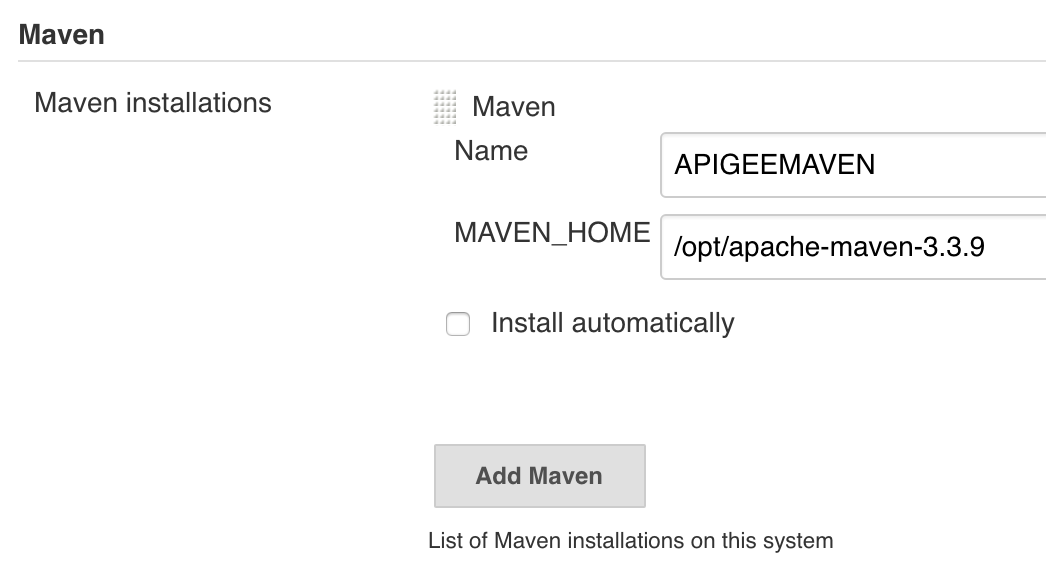 Maven
Maven installations
Maven
Name
APIGEEMAVEN
MAVEN_HOME
/opt/apache-maven-3.3.9
Install automatically
Add Maven
List of Maven installations on this system